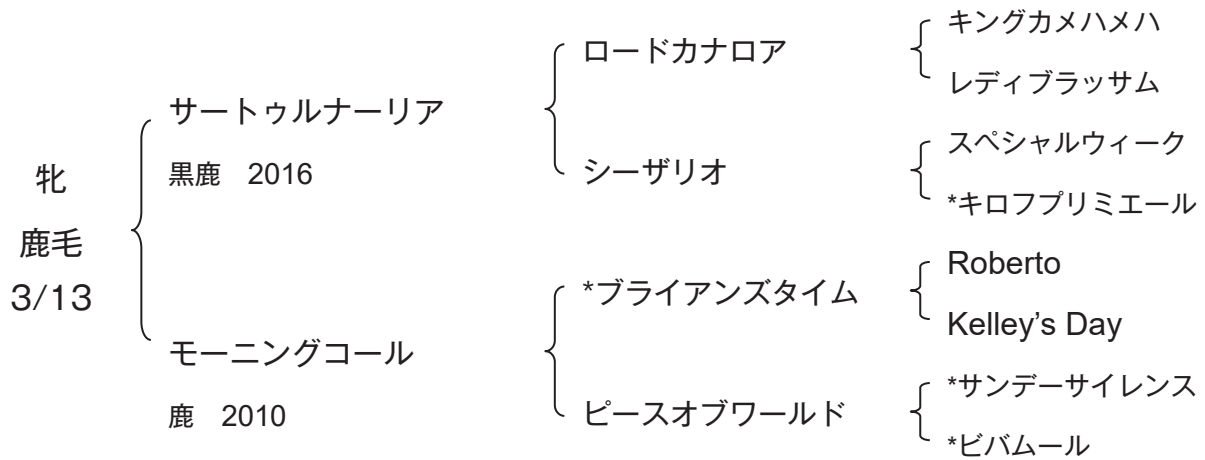 牝
鹿毛
3/13
サートゥルナーリア
黒鹿　2016
モーニングコール
鹿　2010
ロードカナロア
シーザリオ
*ブライアンズタイム
ピースオブワールド
キングカメハメハ
レディブラッサム
スペシャルウィーク
*キロフプリミエール
Roberto
Kelley’s Day
*サンデーサイレンス
*ビバムール